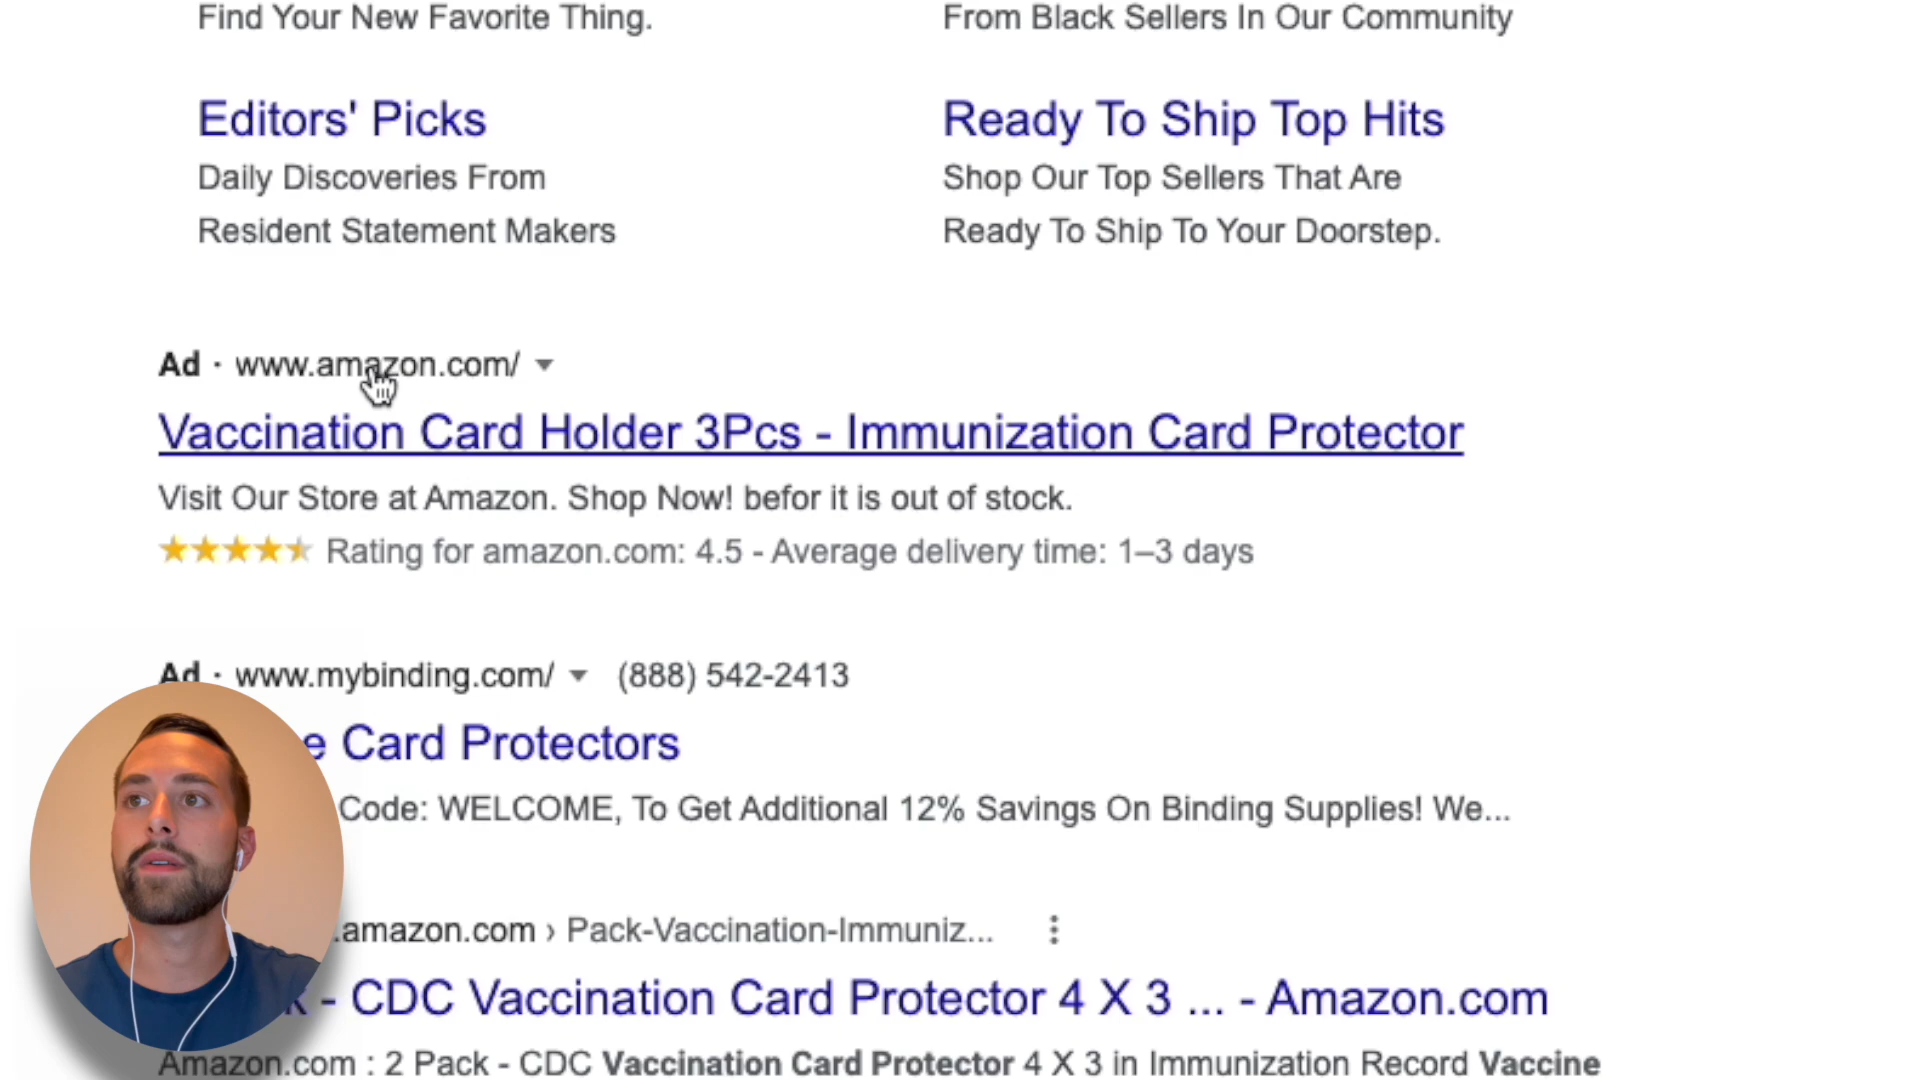 Find Your New Favorite Thing.
From Black Sellers In Our Community
Editors' Picks
Daily Discoveries From
Resident Statement Makers
Ready To Ship Top Hits
Shop Our Top Sellers That Are
Ready To Ship To Your Doorstep.
Ad · www.amazon.com/
Vaccination Card Holder 3Pcs - Immunization Card Protector
Visit Our Store at Amazon. Shop Now! befor it is out of stock.
Rating for amazon.com: 4.5 - Average delivery time: 1–3 days
Ad · www.mybinding.com/ (888) 542-2413
Card Protectors
Code: WELCOME, To Get Additional 12% Savings On Binding Supplies! We...
.amazon.com › Pack-Vaccination-Immuniz...
- CDC Vaccination Card Protector 4 X 3 ... - Amazon.com
Amazon.com : 2 Pack - CDC Vaccination Card Protector 4 X 3 in Immunization Record Vaccine